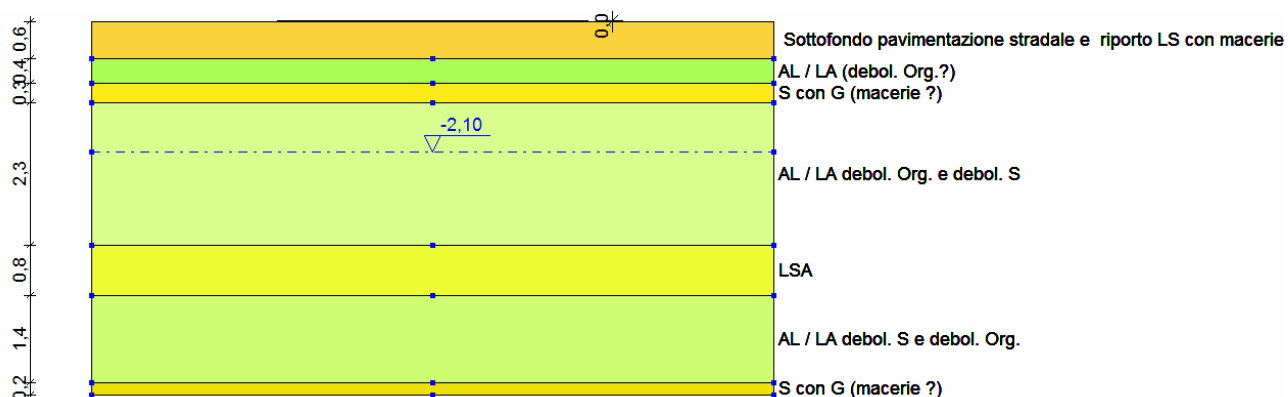 0,0
0,6
Sottofondo pavimentazione stradale e riporto LS con macerie
0,4
AL / LA (debol. Org.?)
0,3
S con G (macerie ?)
-2,10
2,3
AL / LA debol. Org. e debol. S
0,8
LSA
1,4
AL / LA debol. S e debol. Org.
0,2
S con G (macerie ?)